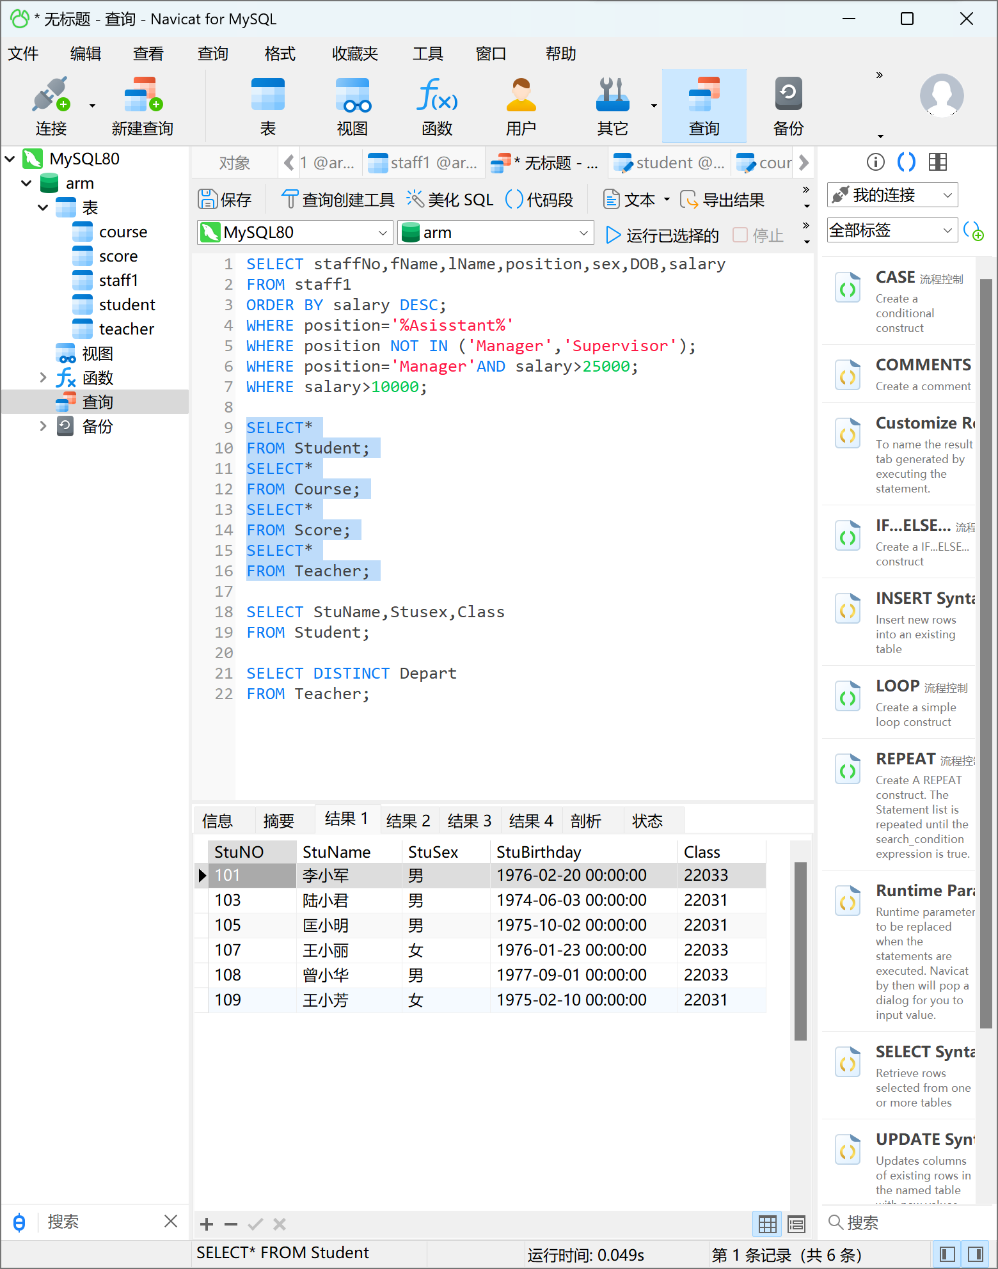 * 无标题 - 查询 - Navicat for MySQL
文件 编辑 查看 查询 格式 收藏夹 工具 窗口 帮助
连接 新建查询 表 视图 函数 用户 其它 查询 备份
MySQL80
arm
表
course
score
staff1
student
teacher
视图
函数
查询
备份
搜索
对象 1 @ar... staff1 @ar... * 无标题 - ... student @... cour
保存 查询创建工具 美化 SQL 代码段 文本 导出结果
MySQL80 arm 运行已选择的 停止
1 SELECT staffNo,fName,lName,position,sex,DOB,salary
2 FROM staff1
3 ORDER BY salary DESC;
4 WHERE position='%Asisstant%'
5 WHERE position NOT IN ('Manager','Supervisor');
6 WHERE position='Manager'AND salary>25000;
7 WHERE salary>10000;
8
9 SELECT*
10 FROM Student;
11 SELECT*
12 FROM Course;
13 SELECT*
14 FROM Score;
15 SELECT*
16 FROM Teacher;
17
18 SELECT StuName,Stusex,Class
19 FROM Student;
20
21 SELECT DISTINCT Depart
22 FROM Teacher;
信息 摘要 结果 1 结果 2 结果 3 结果 4 剖析 状态
StuNO StuName StuSex StuBirthday Class
101 李小军 男 1976-02-20 00:00:00 22033
103 陆小君 男 1974-06-03 00:00:00 22031
105 匡小明 男 1975-10-02 00:00:00 22031
107 王小丽 女 1976-01-23 00:00:00 22033
108 曾小华 男 1977-09-01 00:00:00 22033
109 王小芳 女 1975-02-10 00:00:00 22031
SELECT* FROM Student 运行时间: 0.049s 第 1 条记录 (共 6 条)
我的连接
全部标签
CASE 流程控制
Create a
conditional
construct
COMMENTS
Create a comment
Customize Re
To name the result
tab generated by
executing the
statement.
IF...ELSE... 流程
Create a IF...ELSE...
construct
INSERT Synta
Insert new rows
into an existing
table
LOOP 流程控制
Create a simple
loop construct
REPEAT 流程控
Create A REPEAT
construct. The
Statement list is
repeated until the
search_condition
expression is true.
Runtime Para
Runtime parameter
to be replaced
when the
statements are
executed. Navicat
by then will pop a
dialog for you to
input value.
SELECT Synta
Retrieve rows
selected from one
or more tables
UPDATE Synt
Updates columns
of existing rows in
the named table
with new values
搜索